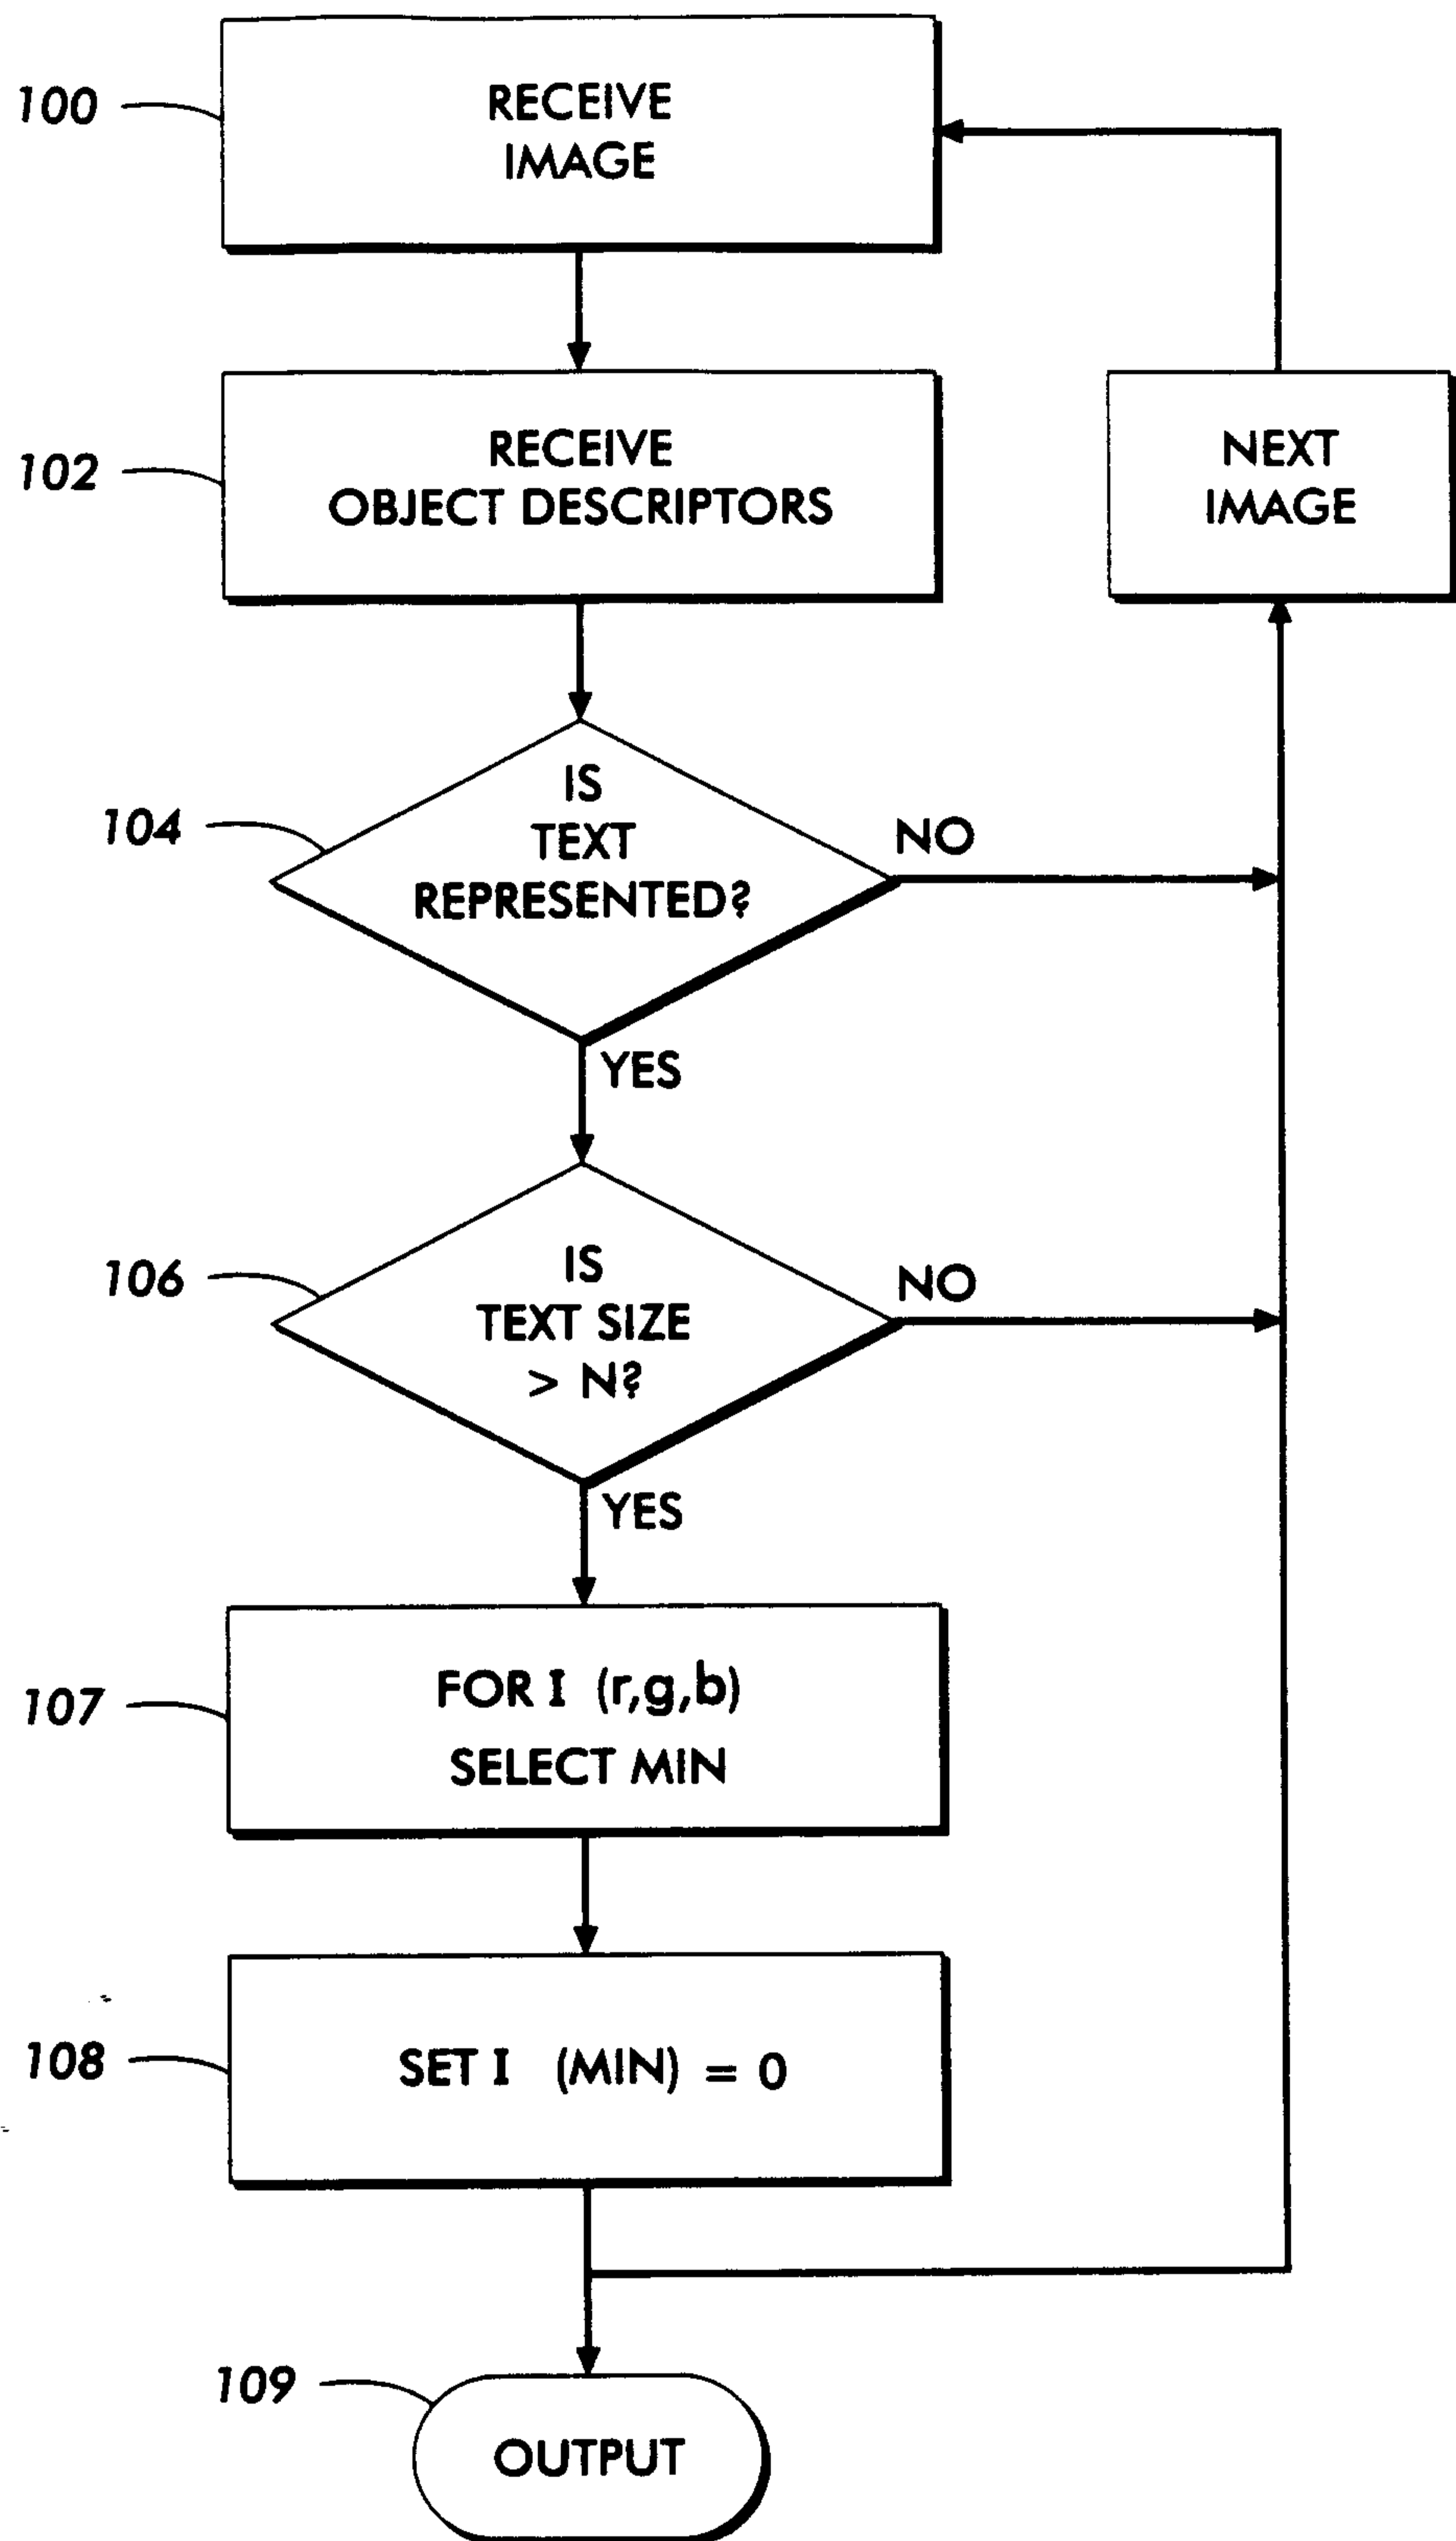 100
RECEIVE
IMAGE
102
RECEIVE
OBJECT DESCRIPTORS
NEXT
IMAGE
104
IS
TEXT
REPRESENTED?
NO
YES
106
IS
TEXT SIZE
> N?
NO
YES
107
FOR I (r,g,b)
SELECT MIN
108
SET I (MIN) = 0
109
OUTPUT